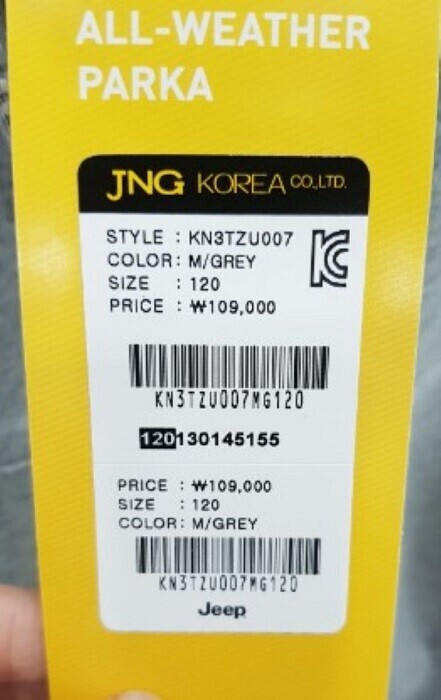 ALL-WEATHER
PARKA
JNG KOREA CO.,LTD.
STYLE : KN3TZU007
COLOR : M/GREY
SIZE : 120
PRICE : ₩109,000
KN3TZU007MG120
120130145155
PRICE : ₩109,000
SIZE : 120
COLOR : M/GREY
KN3TZU007MG120
Jeep